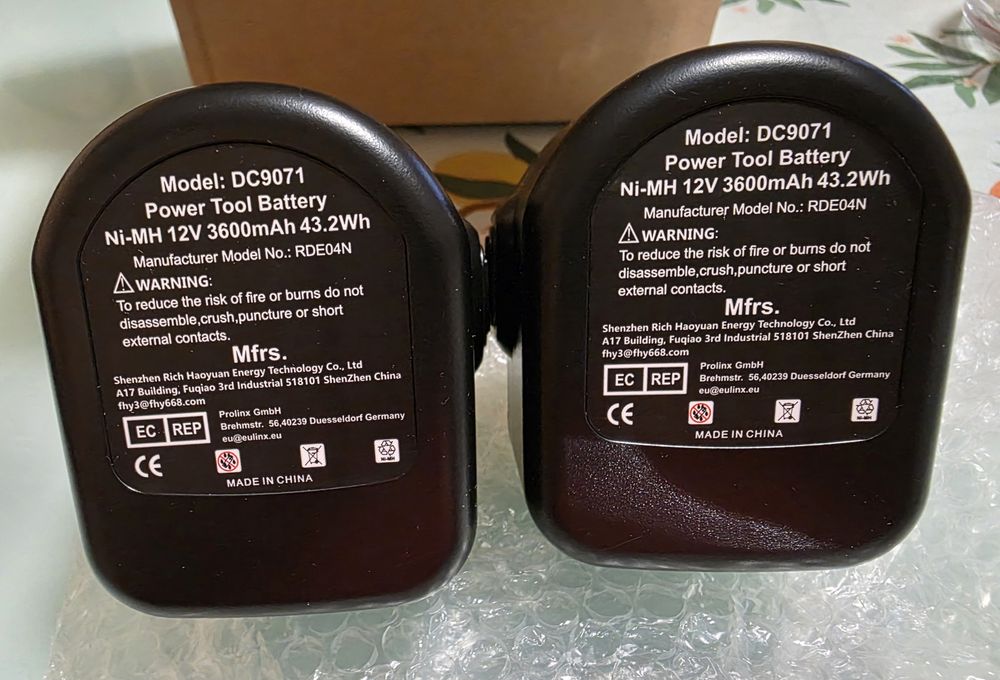 Model: DC9071
Power Tool Battery
Ni-MH 12V 3600mAh 43.2Wh
Manufacturer Model No.: RDE04N
WARNING:
To reduce the risk of fire or burns do not
disassemble,crush,puncture or short
external contacts.
Mfrs.
Shenzhen Rich Haoyuan Energy Technology Co., Ltd
A17 Building, Fuqiao 3rd Industrial 518101 ShenZhen China
fhy3@fhy668.com
EC REP
Prolinx GmbH
Brehmstr. 56,40239 Duesseldorf Germany
eu@eulinx.eu
CE
Ni-MH
MADE IN CHINA
Model: DC9071
Power Tool Battery
Ni-MH 12V 3600mAh 43.2Wh
Manufacturer Model No.: RDE04N
WARNING:
To reduce the risk of fire or burns do not
disassemble,crush,puncture or short
external contacts.
Mfrs.
Shenzhen Rich Haoyuan Energy Technology Co., Ltd
A17 Building, Fuqiao 3rd Industrial 518101 ShenZhen China
fhy3@fhy668.com
EC REP
Prolinx GmbH
Brehmstr. 56,40239 Duesseldorf Germany
eu@eulinx.eu
CE
Ni-MH
MADE IN CHINA